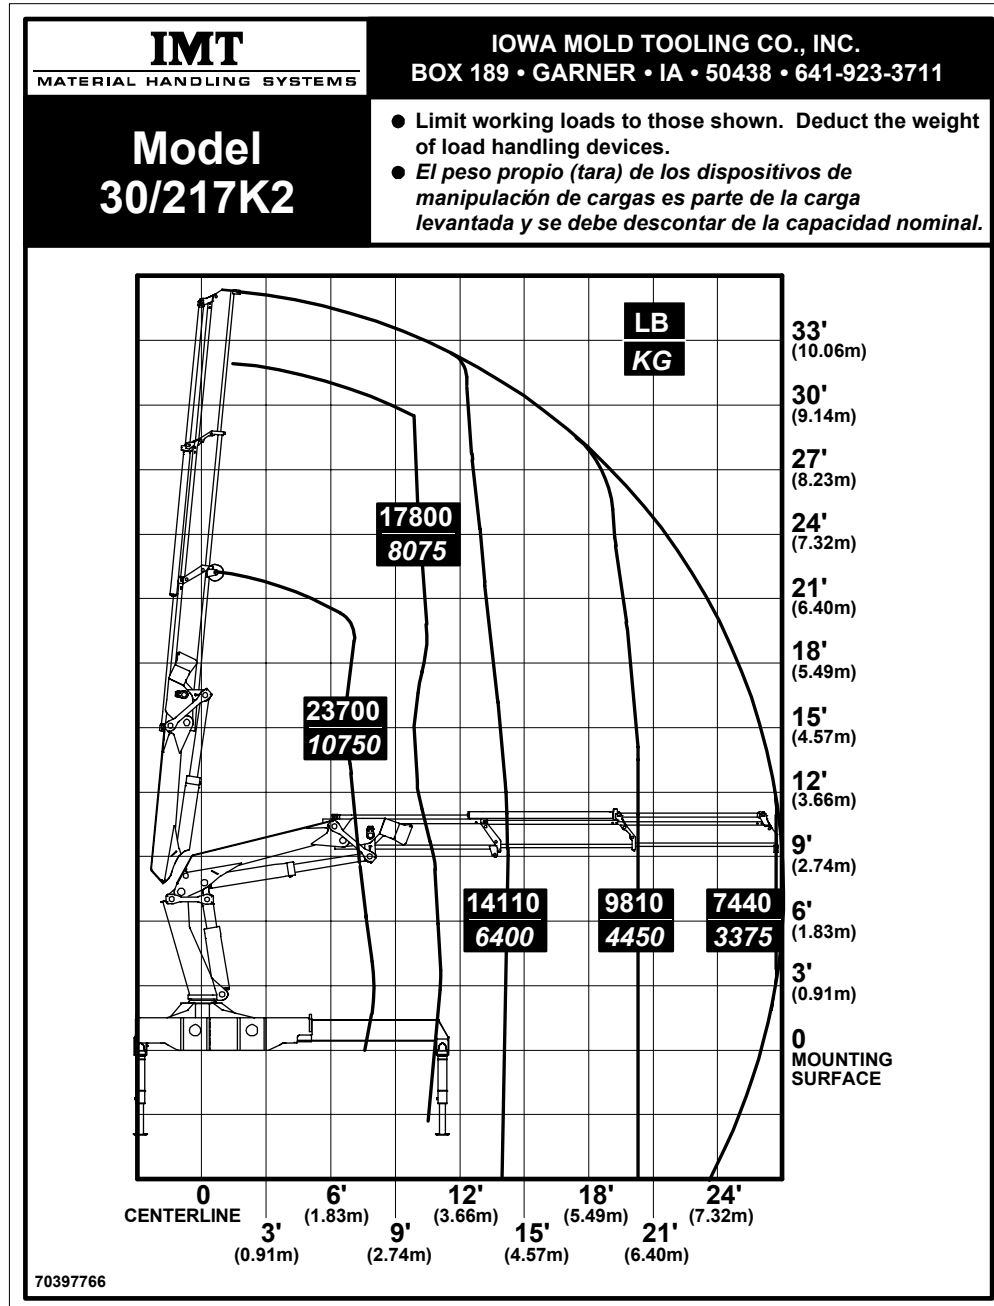 IMT
MATERIAL HANDLING SYSTEMS
IOWA MOLD TOOLING CO., INC.
BOX 189 • GARNER • IA • 50438 • 641-923-3711
Model
30/217K2
● Limit working loads to those shown. Deduct the weight
of load handling devices.
● El peso propio (tara) de los dispositivos de
manipulación de cargas es parte de la carga
levantada y se debe descontar de la capacidad nominal.
LB
KG
33'
(10.06m)
30'
(9.14m)
27'
(8.23m)
24'
(7.32m)
21'
(6.40m)
18'
(5.49m)
15'
(4.57m)
12'
(3.66m)
9'
(2.74m)
6'
(1.83m)
3'
(0.91m)
0
MOUNTING
SURFACE
17800
8075
23700
10750
14110
6400
9810
4450
7440
3375
0
CENTERLINE
3'
(0.91m)
6'
(1.83m)
9'
(2.74m)
12'
(3.66m)
15'
(4.57m)
18'
(5.49m)
21'
(6.40m)
24'
(7.32m)
70397766